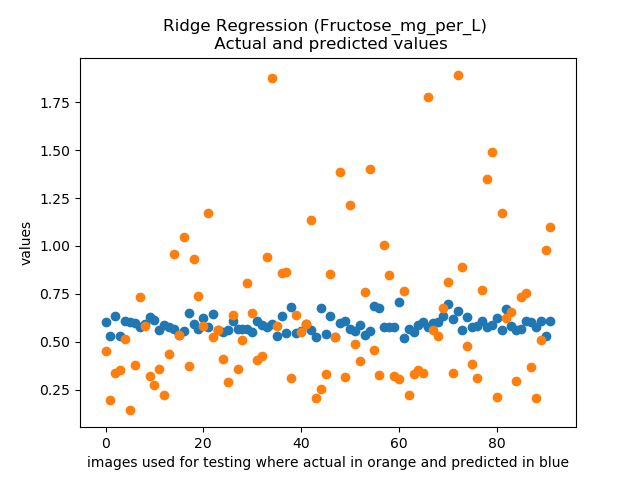 Ridge Regression (Fructose_mg_per_L)
Actual and predicted values
values
1.75
1.50
1.25
1.00
0.75
0.50
0.25
0 20 40 60 80
images used for testing where actual in orange and predicted in blue